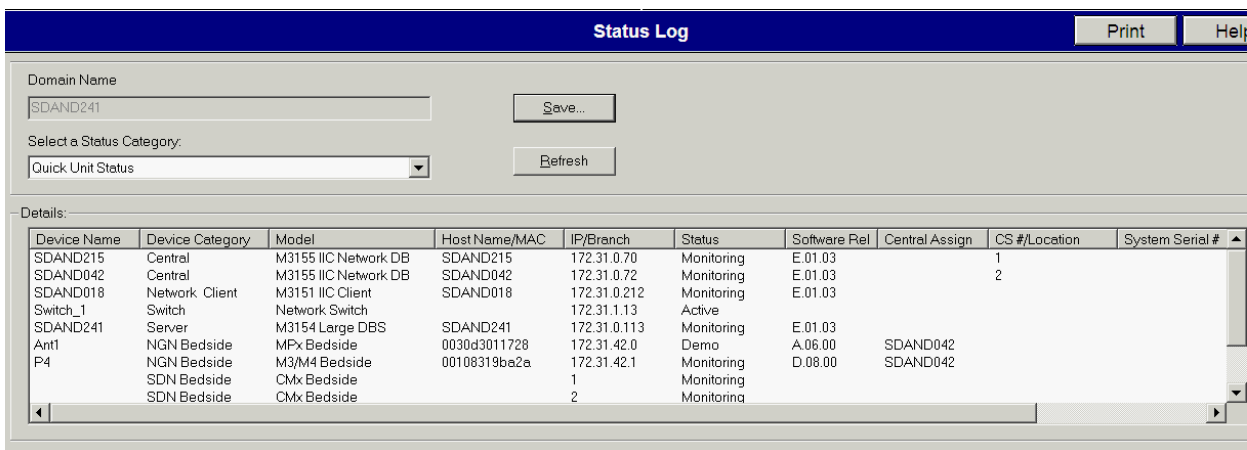 Status Log Print Help
Domain Name
SDAND241
Save...
Select a Status Category:
Quick Unit Status
Refresh
Details:
Device Name Device Category Model Host Name/MAC IP/Branch Status Software Rel Central Assign CS #/Location System Serial #
SDAND215 Central M3155 IIC Network DB SDAND215 172.31.0.70 Monitoring E.01.03 1
SDAND042 Central M3155 IIC Network DB SDAND042 172.31.0.72 Monitoring E.01.03 2
SDAND018 Network Client M3151 IIC Client SDAND018 172.31.0.212 Monitoring E.01.03
Switch_1 Switch Network Switch 172.31.1.13 Active
SDAND241 Server M3154 Large DBS SDAND241 172.31.0.113 Monitoring E.01.03
Ant1 NGN Bedside MPx Bedside 0030d3011728 172.31.42.0 Demo A.06.00 SDAND042
P4 NGN Bedside M3/M4 Bedside 00108319ba2a 172.31.42.1 Monitoring D.08.00 SDAND042
SDN Bedside CMx Bedside 1 Monitoring
SDN Bedside CMx Bedside 2 Monitoring